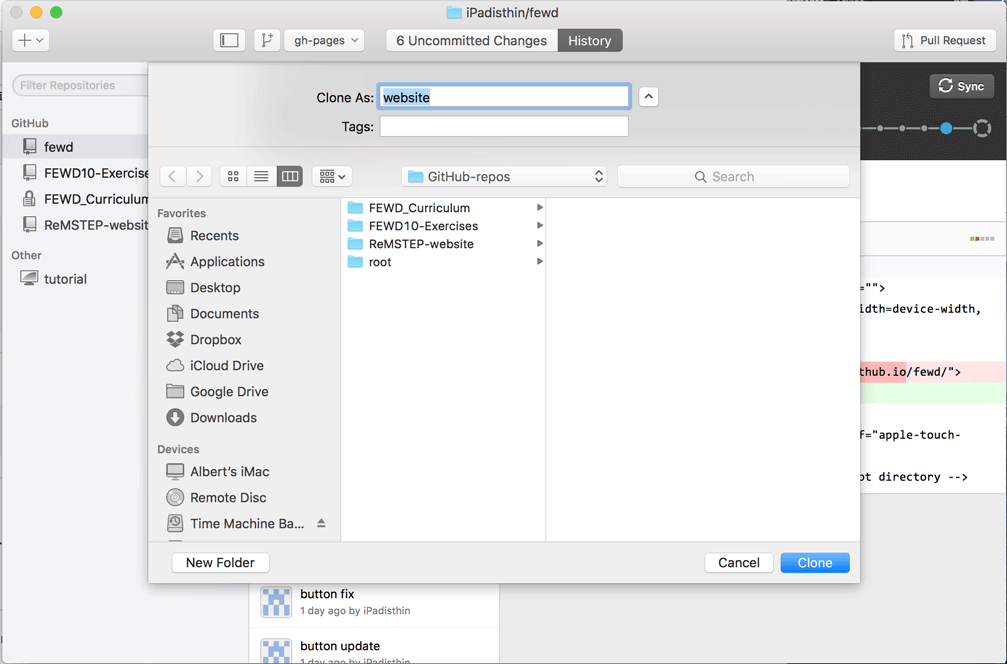 iPadisthin/fewd
gh-pages
6 Uncommitted Changes
History
Pull Request
Filter Repositories
Sync
GitHub
fewd
FEWD10-Exercise
FEWD_Curriculum
ReMSTEP-websit
Other
tutorial
Clone As: website
Tags:
GitHub-repos
Search
Favorites
Recents
Applications
Desktop
Documents
Dropbox
iCloud Drive
Google Drive
Downloads
Devices
Albert's iMac
Remote Disc
Time Machine Ba...
FEWD_Curriculum
FEWD10-Exercises
ReMSTEP-website
root
New Folder
Cancel
Clone
="">
idth=device-width,
thub.io/fewd/">
f="apple-touch-
ot directory -->
button fix
1 day ago by iPadisthin
button update
1 day ago by iPadisthin